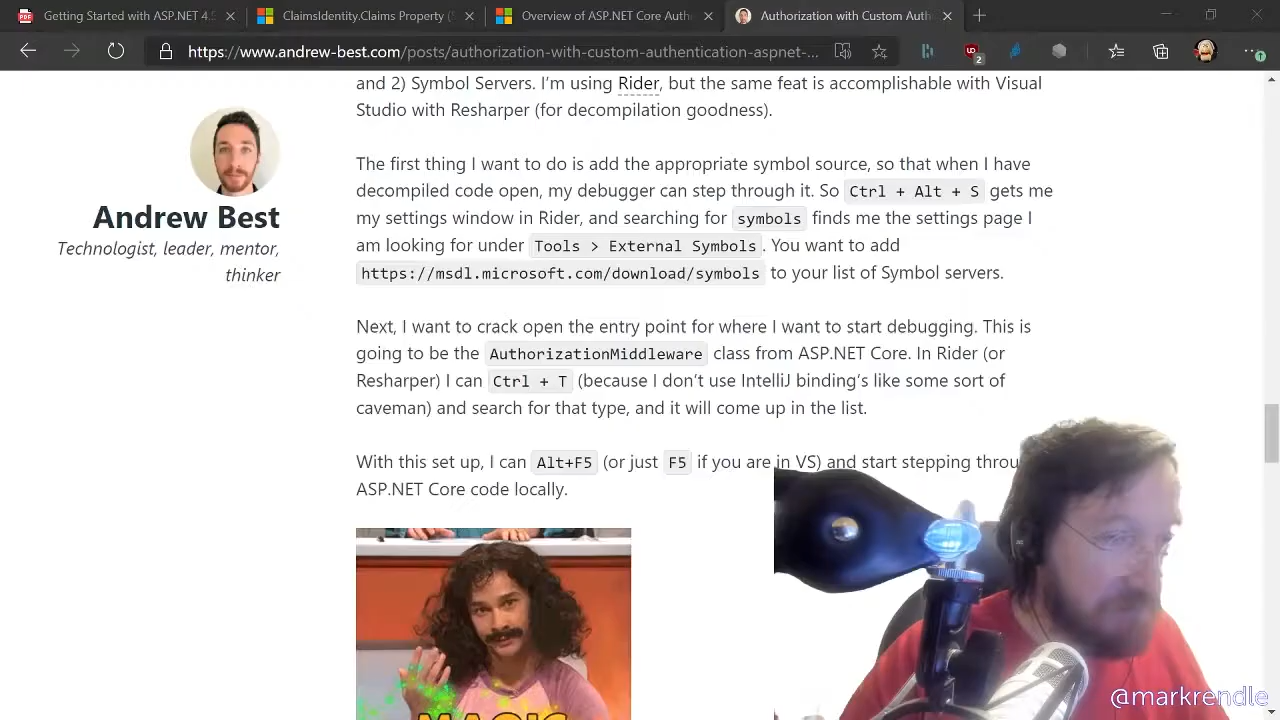 Getting Started with ASP.NET 4.5
ClaimsIdentity.Claims Property (
Overview of ASP.NET Core Auth
Authorization with Custom Auth
https://www.andrew-best.com/posts/authorization-with-custom-authentication-aspnet-...
2
and 2) Symbol Servers. I’m using Rider, but the same feat is accomplishable with Visual
Studio with Resharper (for decompilation goodness).
Andrew Best
Technologist, leader, mentor,
thinker
The first thing I want to do is add the appropriate symbol source, so that when I have
decompiled code open, my debugger can step through it. So Ctrl + Alt + S gets me
my settings window in Rider, and searching for symbols finds me the settings page I
am looking for under Tools > External Symbols. You want to add
https://msdl.microsoft.com/download/symbols to your list of Symbol servers.
Next, I want to crack open the entry point for where I want to start debugging. This is
going to be the AuthorizationMiddleware class from ASP.NET Core. In Rider (or
Resharper) I can Ctrl + T (because I don’t use IntelliJ binding’s like some sort of
caveman) and search for that type, and it will come up in the list.
With this set up, I can Alt+F5 (or just F5 if you are in VS) and start stepping throu
ASP.NET Core code locally.
MAGIC
@markrendle